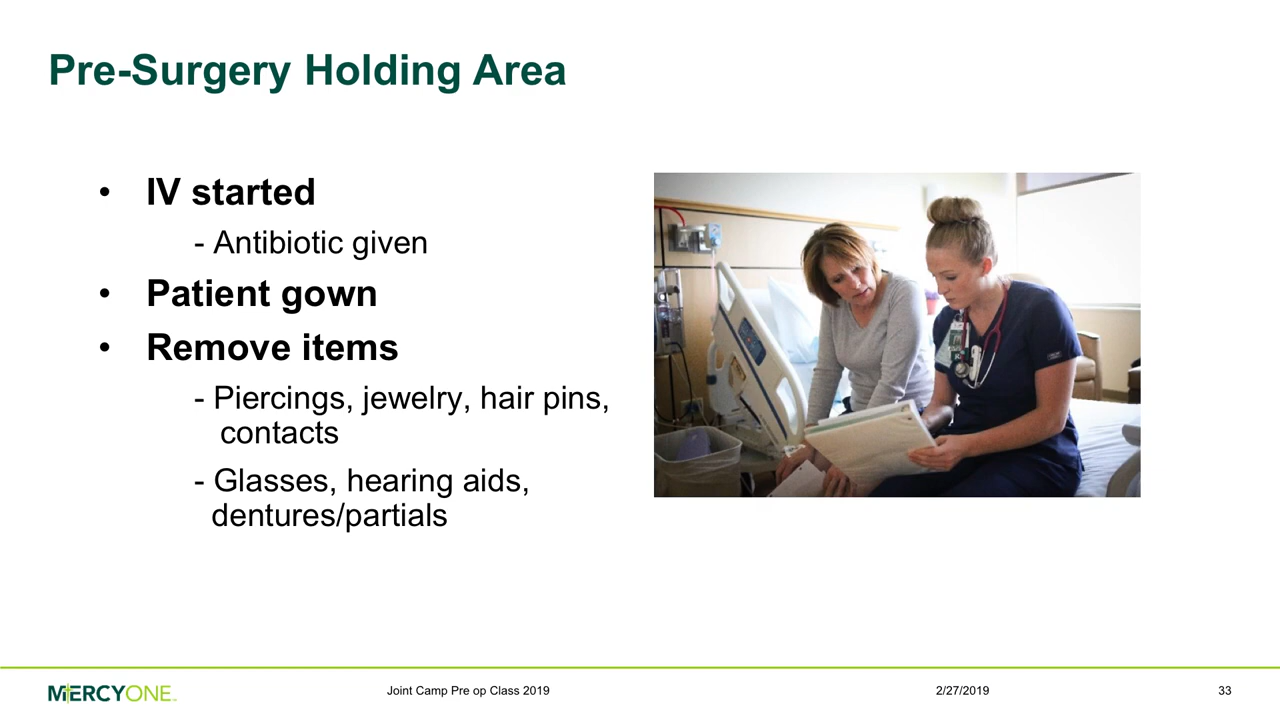 Pre-Surgery Holding Area
• IV started
- Antibiotic given
• Patient gown
• Remove items
- Piercings, jewelry, hair pins,
contacts
- Glasses, hearing aids,
dentures/partials
MERCYONE
Joint Camp Pre op Class 2019
2/27/2019
33